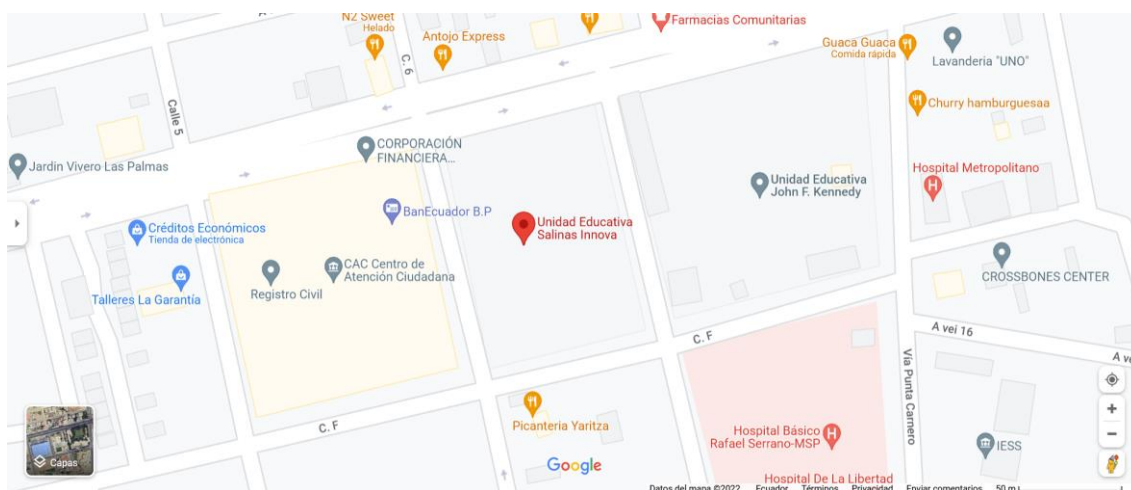 N2 Sweet
Helado
Farmacias Comunitarias
Antojo Express
C. 6
Guaca Guaca
Comida rápida
Lavanderia "UNO"
Calle 5
Churry hamburguesaa
CORPORACIÓN
FINANCIERA...
Jardin Vivero Las Palmas
Hospital Metropolitano
Unidad Educativa
John F. Kennedy
BanEcuador B.P
Unidad Educativa
Salinas Innova
Créditos Económicos
Tienda de electrónica
CAC Centro de
Atención Ciudadana
Registro Civil
Talleres La Garantía
CROSSBONES CENTER
C. F
A vei 16
Vía Punta Carnero
C. F
Picanteria Yaritza
Hospital Básico
Rafael Serrano-MSP
IESS
Capas
Google
Hospital De La Libertad
Datos del mapa ©2022 Ecuador Términos Privacidad Enviar comentarios 50 m